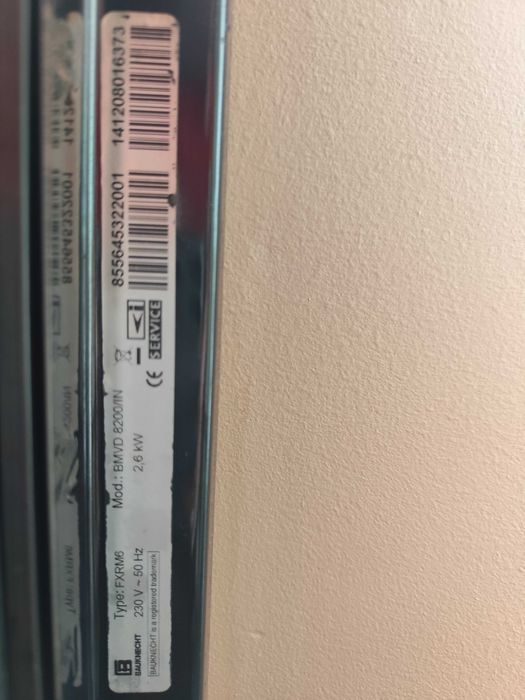 BAUKNECHT
Type: FXRM6 Mod.: BMVD 8200/IN
230 V ~ 50 Hz 2,6 kW
BAUKNECHT is a registered trademark
SERVICE
855645322001 141208016373